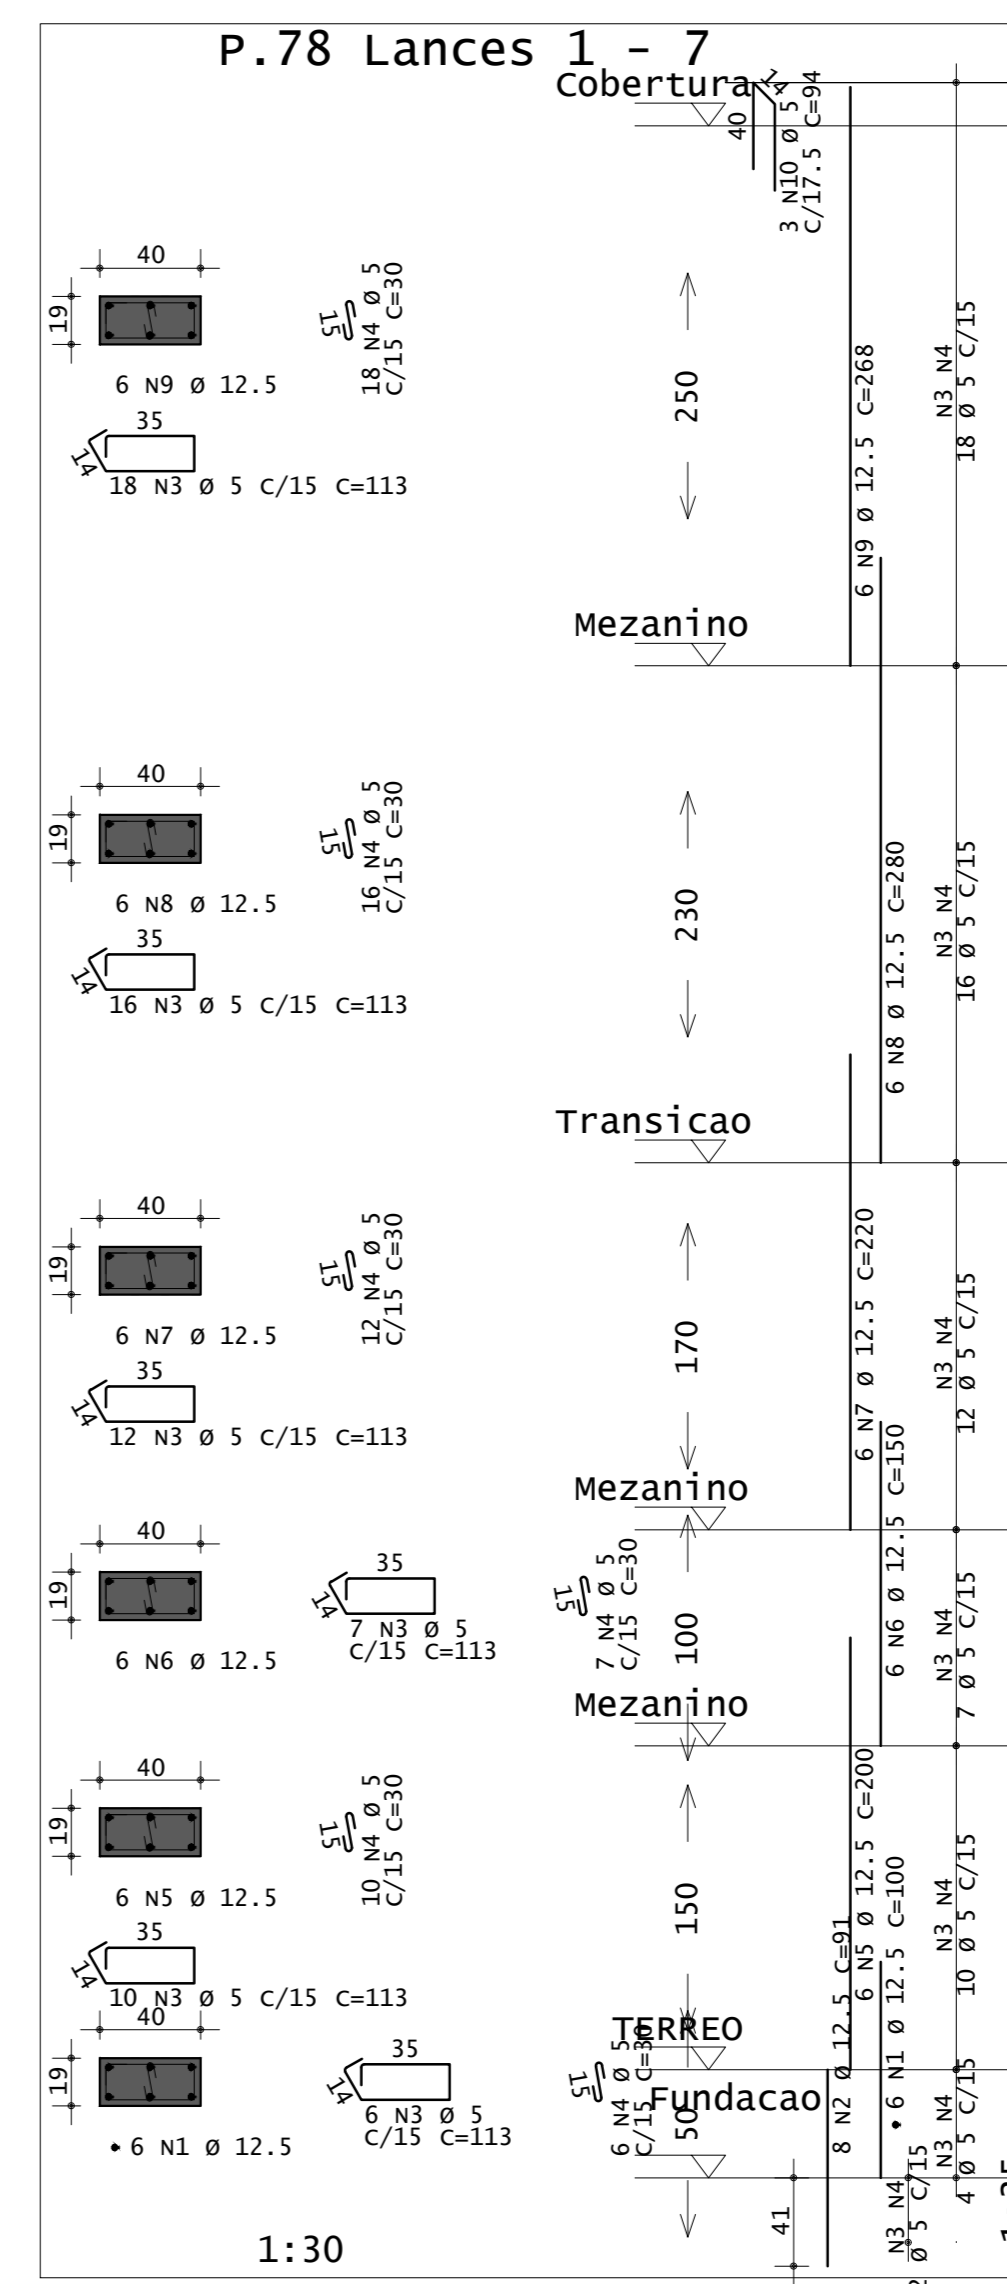 P.78 Lances 1 - 7
Cobertura
14
40
3 N10 Ø 5
C/17.5 C=94
40
19
6 N9 Ø 12.5
15
18 N4 Ø 5
C/15 C=30
35
14
18 N3 Ø 5 C/15 C=113
250
6 N9 Ø 12.5 C=268
N3 N4
18 Ø 5 C/15
Mezanino
40
19
6 N8 Ø 12.5
15
16 N4 Ø 5
C/15 C=30
35
14
16 N3 Ø 5 C/15 C=113
230
6 N8 Ø 12.5 C=280
N3 N4
16 Ø 5 C/15
Transicao
40
19
6 N7 Ø 12.5
15
12 N4 Ø 5
C/15 C=30
35
14
12 N3 Ø 5 C/15 C=113
170
6 N7 Ø 12.5 C=220
N3 N4
12 Ø 5 C/15
Mezanino
40
19
6 N6 Ø 12.5
35
14
7 N3 Ø 5
C/15 C=113
15
7 N4 Ø 5
C/15 C=30
100
6 N6 Ø 12.5 C=150
N3 N4
7 Ø 5 C/15
Mezanino
40
19
6 N5 Ø 12.5
15
10 N4 Ø 5
C/15 C=30
35
14
10 N3 Ø 5 C/15 C=113
150
6 N5 Ø 12.5 C=200
N3 N4
10 Ø 5 C/15
TERREO
40
19
6 N1 Ø 12.5
35
14
6 N3 Ø 5
C/15 C=113
15
6 N4 Ø 5
C/15 C=30
50
Fundacao
8 N2 Ø 12.5 C=91
6 N1 Ø 12.5 C=100
N3 N4
4 Ø 5 C/15
41
N3 N4
Ø 5 C/15
1:30